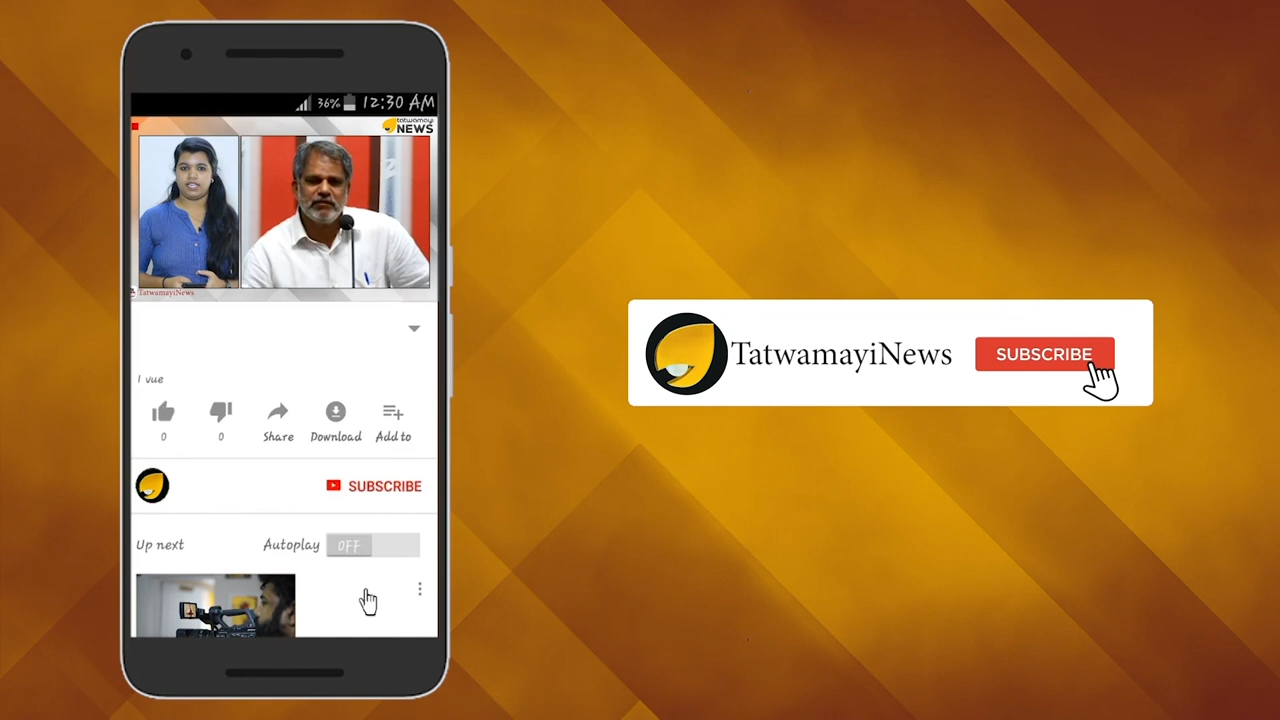 36%
12:30 AM
tatwamayi
NEWS
TatwamayiNews
1 vue
0
0
Share
Download
Add to
SUBSCRIBE
Up next
Autoplay
OFF
TatwamayiNews
SUBSCRIBE